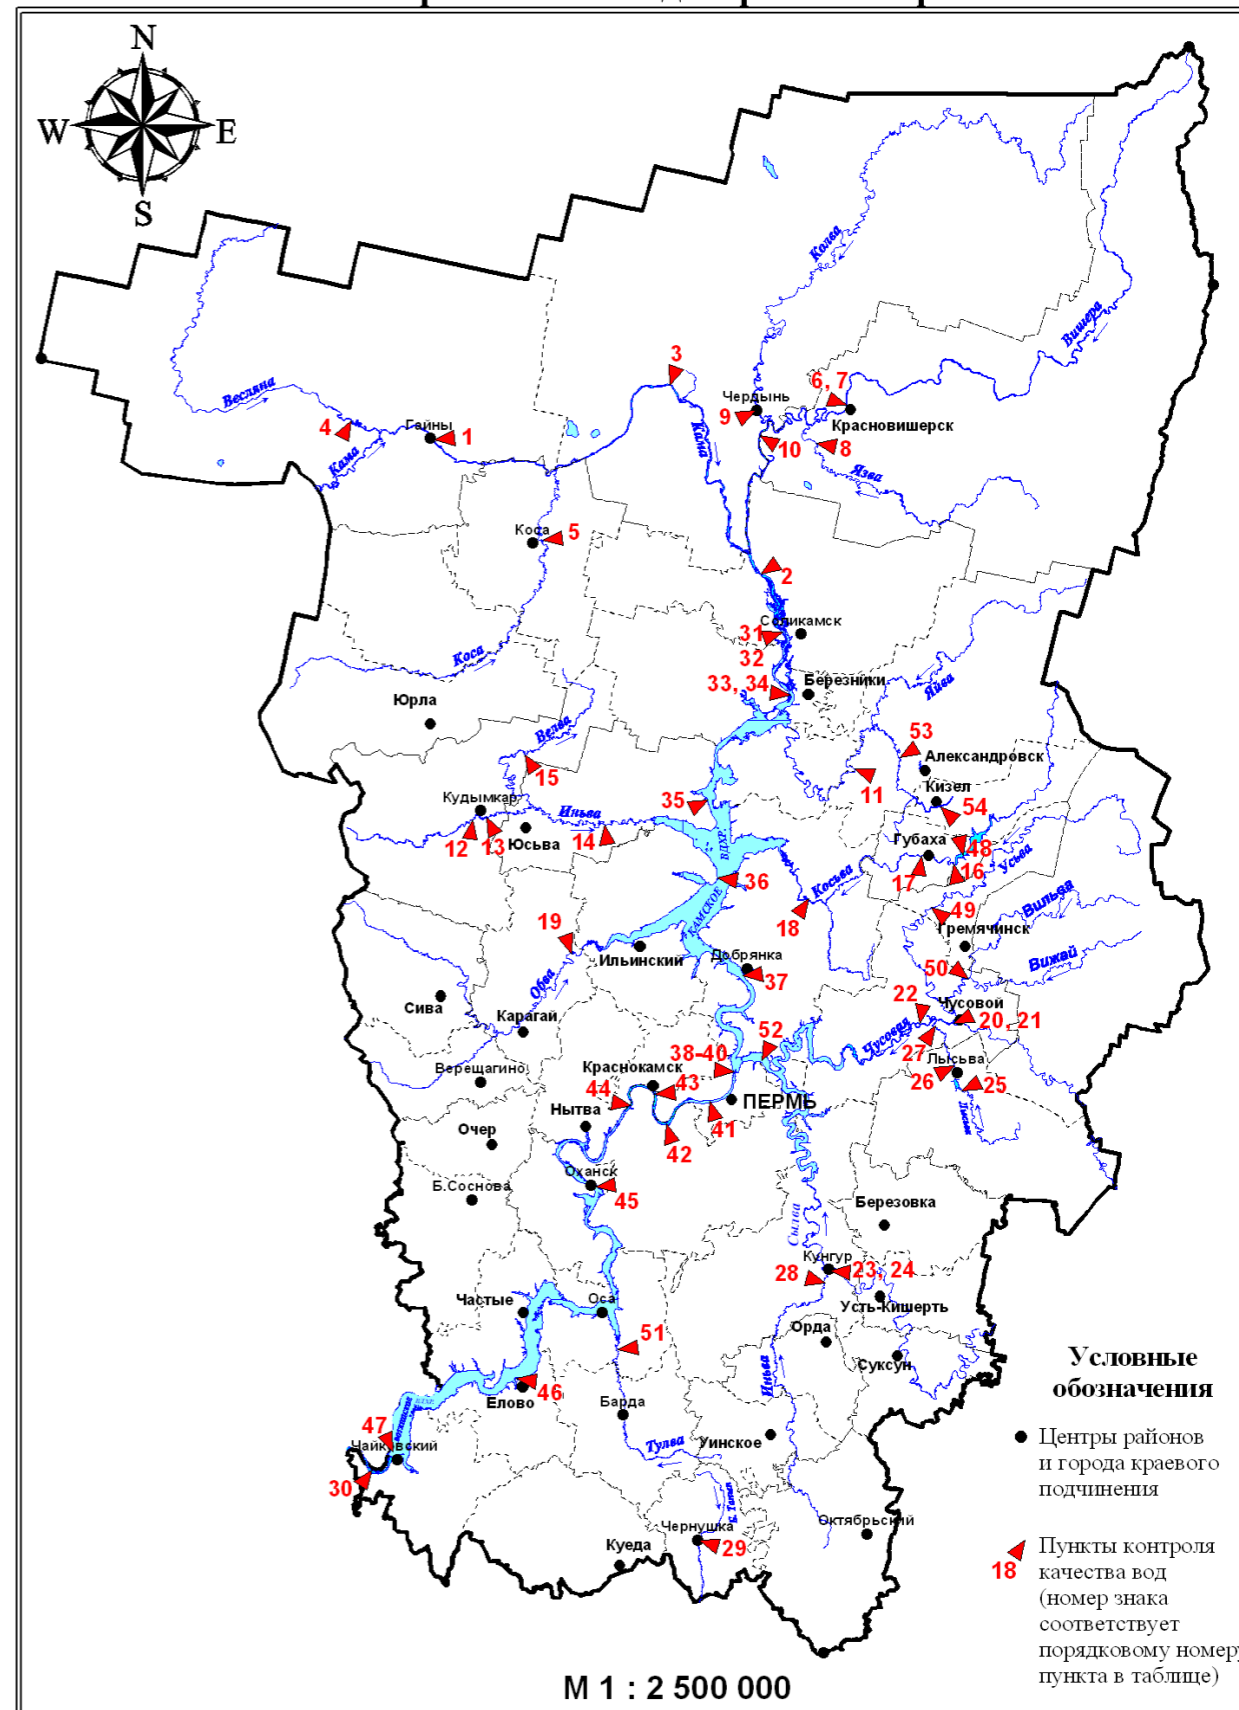 N
W
E
S
Колва
Вишера
3
6, 7
Чердынь
9
Красновишерск
Весляна
4
Гайны
1
Кама
Кама
10
8
Язва
Коса
5
2
Соликамск
31
32
33, 34
Березники
Коса
Яйва
Юрла
Велва
53
Александровск
15
11
Кизел
54
Кудымкар
35
Иньва
12
13
Юсьва
14
ВДХР.
Губаха
48
Усьва
16
17
36
Косьва
КАМСКОЕ
18
49
Вильва
19
Гремячинск
Ильинский
Добрянка
37
50
Вижай
Обва
Сива
22
Чусовой
20, 21
Карагай
Чусовая
27
52
38-40
Лысьва
26
25
Верещагино
Краснокамск
43
44
ПЕРМЬ
Нытва
41
42
Очер
Оханск
45
Б.Соснова
Березовка
Сылва
Кунгур
28
23, 24
Усть-Кишерть
Частые
Оса
Орда
51
Суксун
Иньва
46
Елово
Барда
47
Чайковский
Уинское
Тулва
30
Октябрьский
Чернушка
29
Куеда
Условные
обозначения
Центры районов
и города краевого
подчинения
18
Пункты контроля
качества вод
(номер знака
соответствует
порядковому номеру
пункта в таблице)
М 1 : 2 500 000